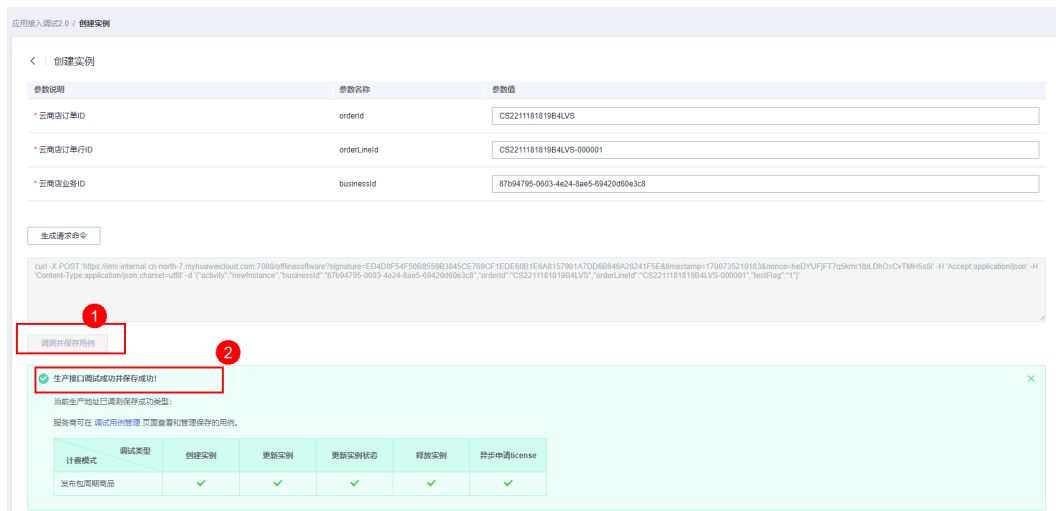 应用接入调试2.0 / 创建实例
< 创建实例
参数说明 参数名称 参数值
* 云商店订单ID orderId CS2211181819B4LVS
* 云商店订单行ID orderLineId CS2211181819B4LVS-000001
* 云商店业务ID businessId 87b94795-0603-4e24-8ae5-69420d60e3c8
生成请求命令
curl -X POST 'https://ims-internal.cn-north-7.myhuaweicloud.com:7088/offlinesoftware?signature=ED4D8F54F50B8559B3845CE769CF1EDE60B1E6A8157901A7DD6B646A20241F5E&timestamp=1700735210183&nonce=heDYUFjFT7q5kmr1tbLDhOxCvTMH5s8i' -H 'Accept:application/json' -H
'Content-Type:application/json;charset=utf8' -d '{"activity":"newInstance","businessId":"87b94795-0603-4e24-8ae5-69420d60e3c8","orderId":"CS2211181819B4LVS","orderLineId":"CS2211181819B4LVS-000001","testFlag":"1"}'
1
调测并保存用例
2
生产接口调试成功并保存成功!
当前生产地址已调测保存成功类型:
服务商可在 调试用例管理 页面查看和管理保存的用例。
调试类型 计费模式 创建实例 更新实例 更新实例状态 释放实例 异步申请license
发布包周期商品